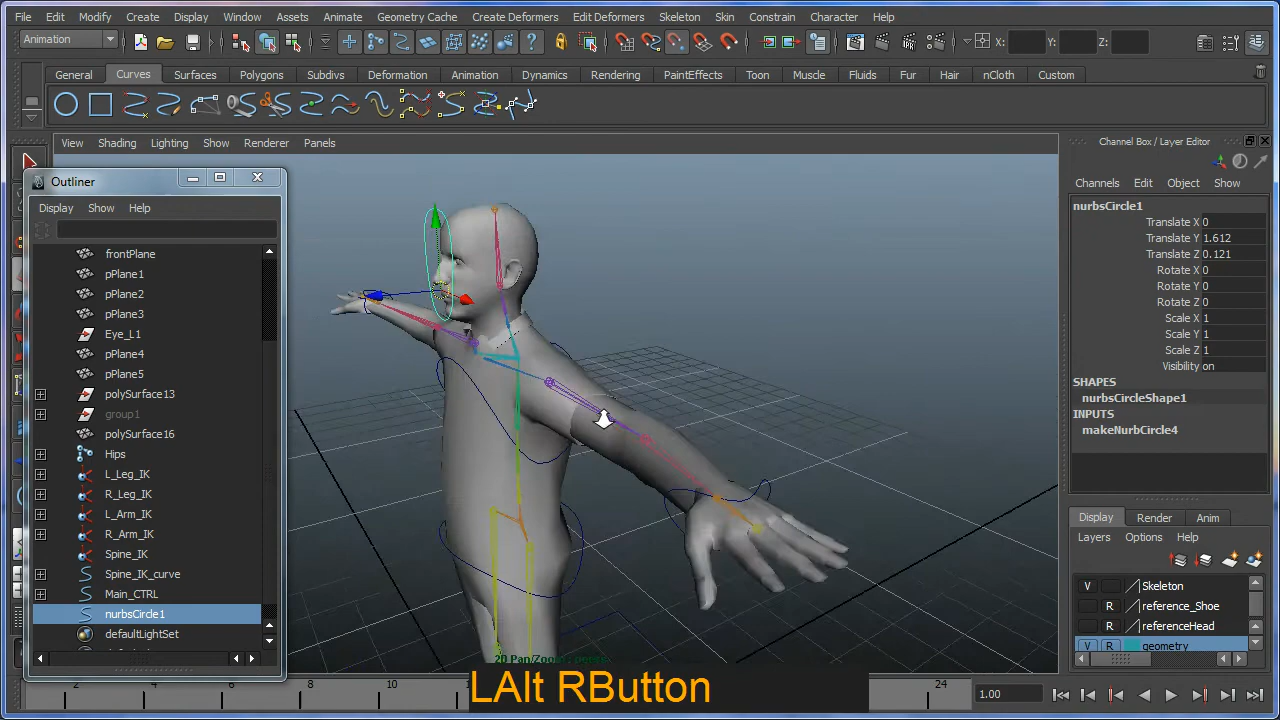 File Edit Modify Create Display Window Assets Animate Geometry Cache Create Deformers Edit Deformers Skeleton Skin Constrain Character Help
Animation X: Y: Z:
General Curves Surfaces Polygons Subdivs Deformation Animation Dynamics Rendering PaintEffects Toon Muscle Fluids Fur Hair nCloth Custom
View Shading Lighting Show Renderer Panels
Channel Box / Layer Editor
Channels Edit Object Show
nurbsCircle1
Translate X 0
Translate Y 1.612
Translate Z 0.121
Rotate X 0
Rotate Y 0
Rotate Z 0
Scale X 1
Scale Y 1
Scale Z 1
Visibility on
SHAPES
nurbsCircleShape1
INPUTS
makeNurbCircle4
Display Render Anim
Layers Options Help
V Skeleton
R reference_Shoe
R referenceHead
V R geometry
Outliner
Display Show Help
frontPlane
pPlane1
pPlane2
pPlane3
Eye_L1
pPlane4
pPlane5
polySurface13
group1
polySurface16
Hips
L_Leg_IK
R_Leg_IK
L_Arm_IK
R_Arm_IK
Spine_IK
Spine_IK_curve
Main_CTRL
nurbsCircle1
defaultLightSet
LAlt RButton
2 4 6 8 10 24
1.00